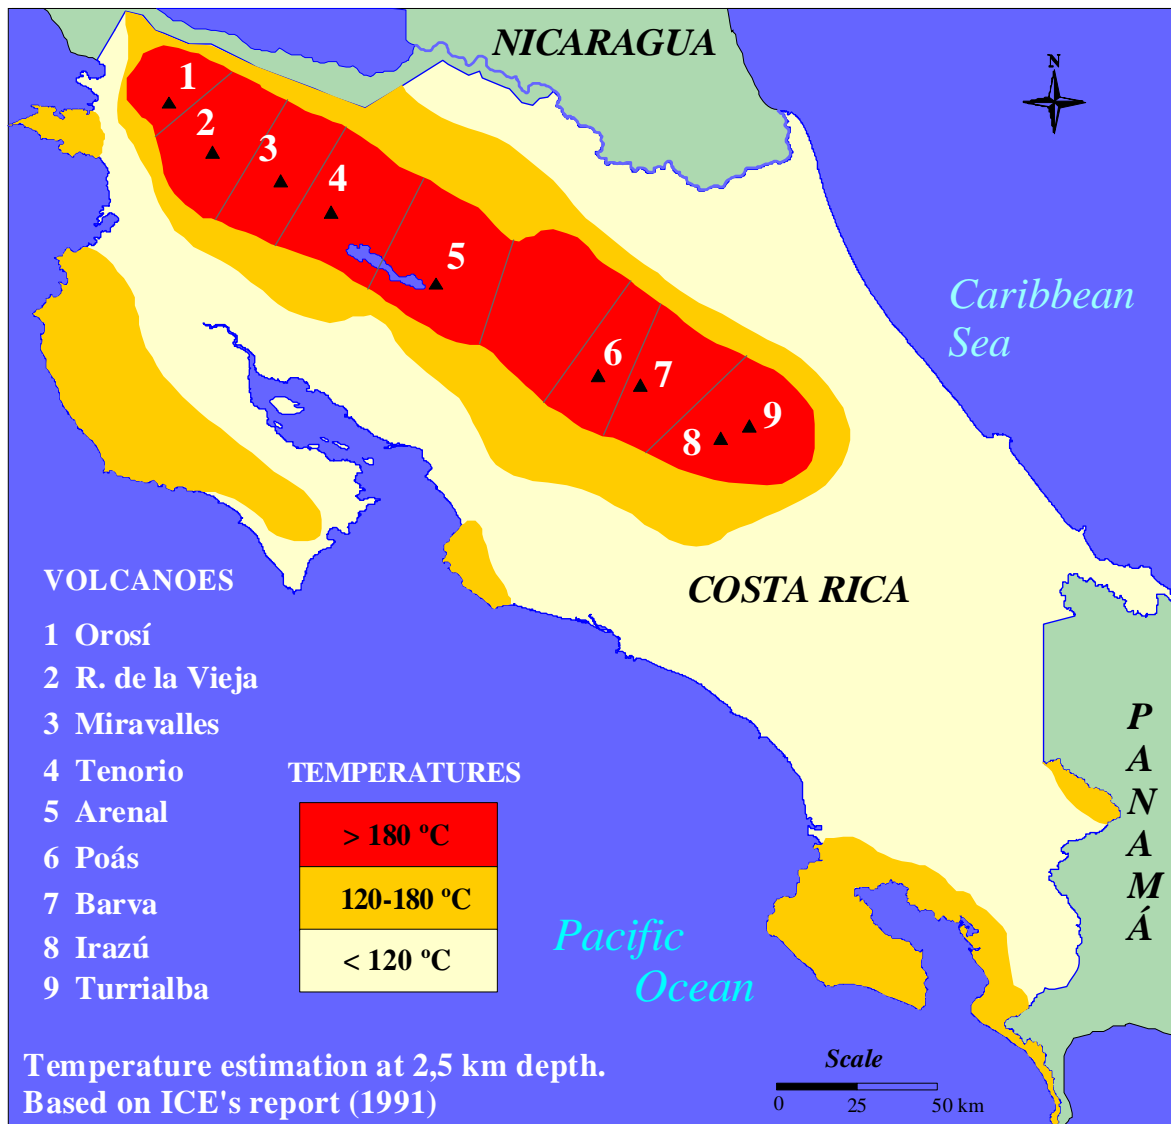 NICARAGUA
N
1
2
3
4
5
6
7
8
9
Caribbean
Sea
COSTA RICA
PANAMÁ
VOLCANOES
1 Orosí
2 R. de la Vieja
3 Miravalles
4 Tenorio
5 Arenal
6 Poás
7 Barva
8 Irazú
9 Turrialba
TEMPERATURES
> 180 ºC
120-180 ºC
< 120 ºC
Pacific
Ocean
Temperature estimation at 2,5 km depth.
Based on ICE's report (1991)
Scale
0 25 50 km